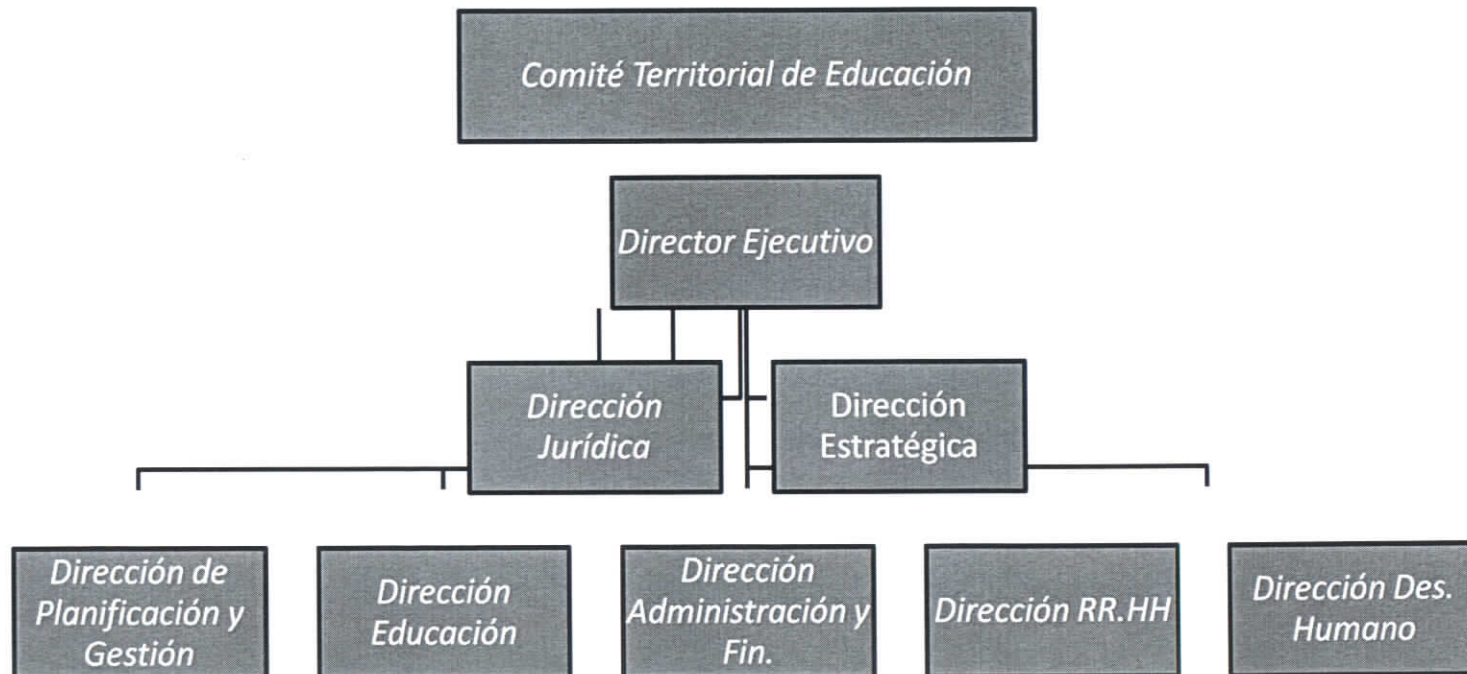 Comité Territorial de Educación
Director Ejecutivo
Dirección
Jurídica
Dirección
Estratégica
Dirección de
Planificación y
Gestión
Dirección
Educación
Dirección
Administración y
Fin.
Dirección RR.HH
Dirección Des.
Humano